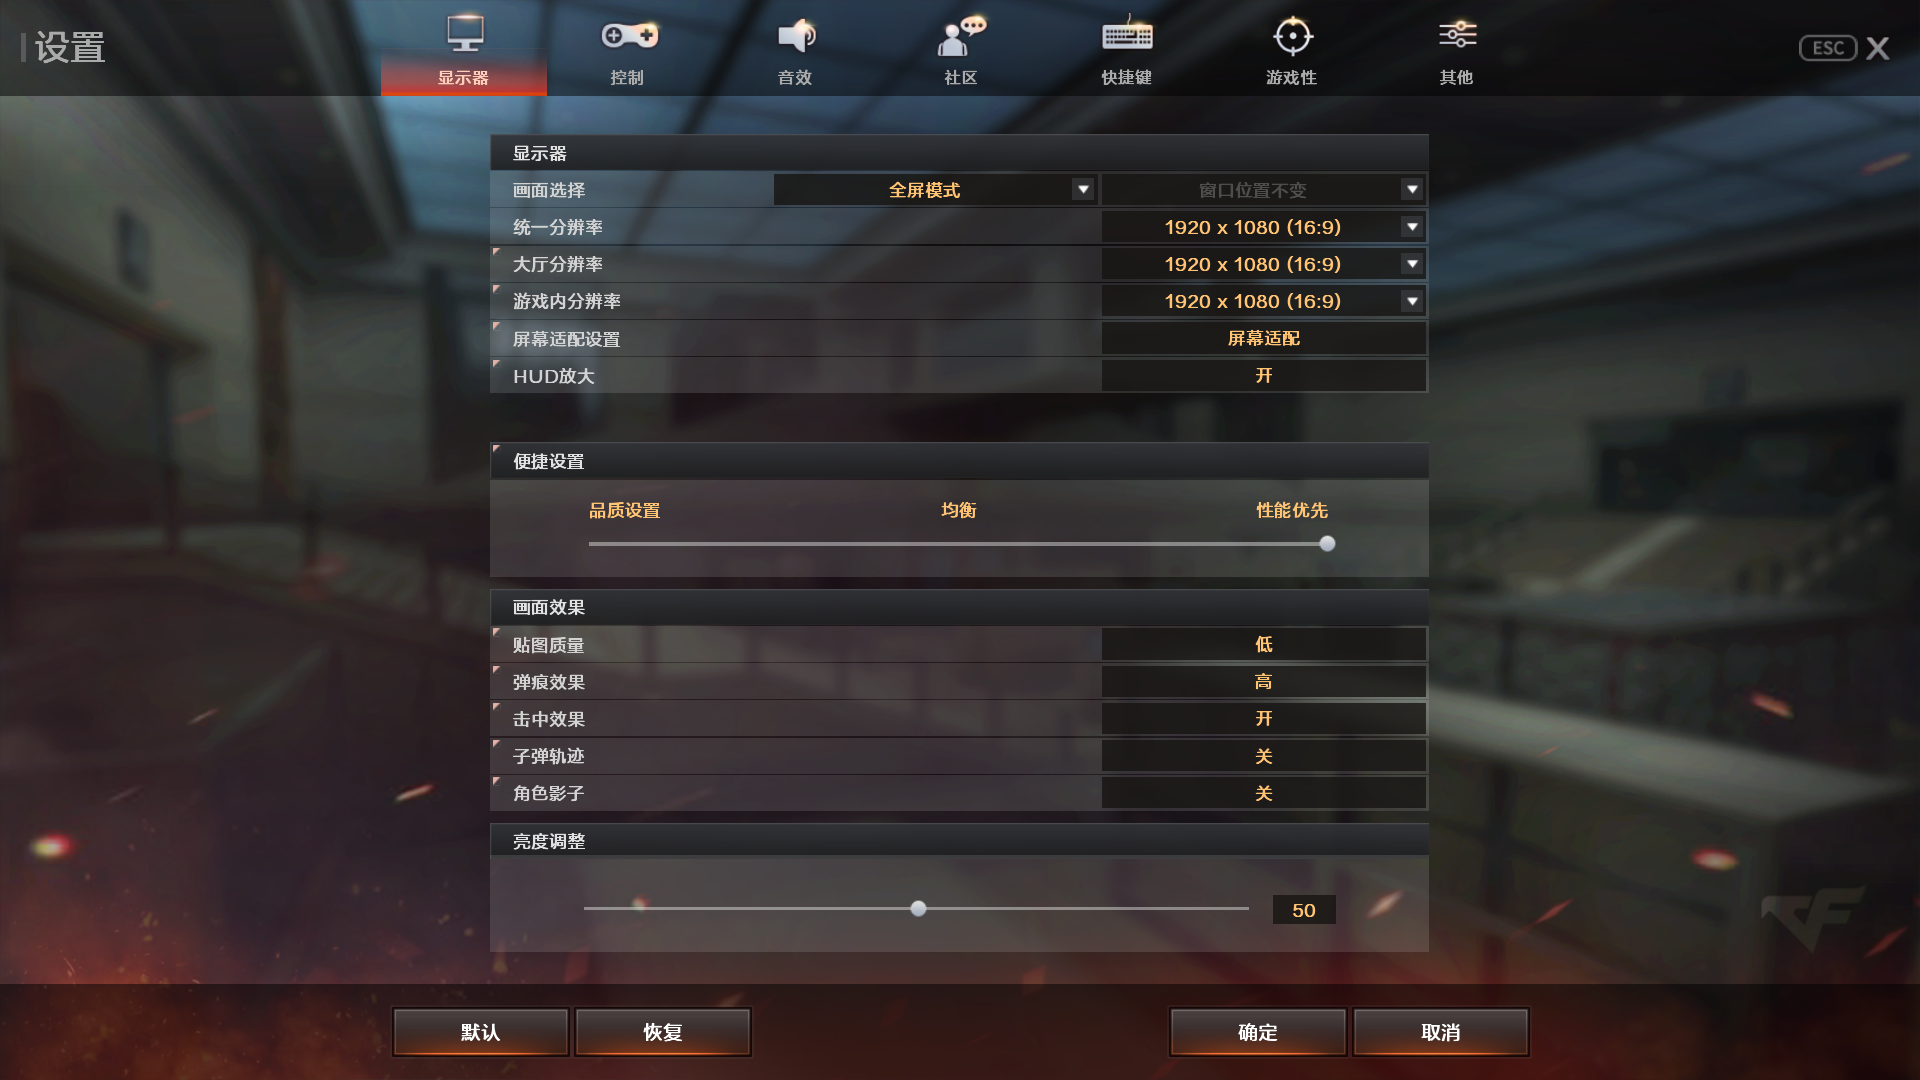 设置
显示器
控制
音效
社区
快捷键
游戏性
其他
ESC X
显示器
画面选择 全屏模式 窗口位置不变
统一分辨率 1920 x 1080 (16:9)
大厅分辨率 1920 x 1080 (16:9)
游戏内分辨率 1920 x 1080 (16:9)
屏幕适配设置 屏幕适配
HUD放大 开
便捷设置
品质设置 均衡 性能优先
画面效果
贴图质量 低
弹痕效果 高
击中效果 开
子弹轨迹 关
角色影子 关
亮度调整
50
CF
默认 恢复 确定 取消